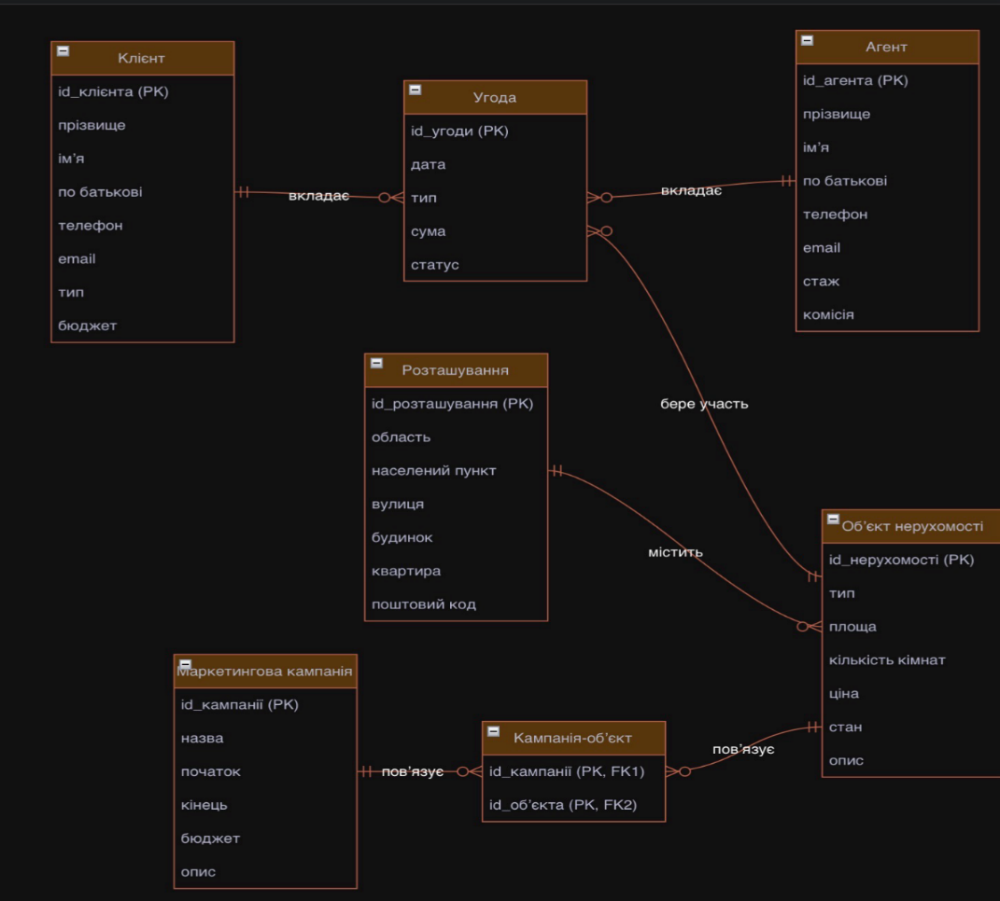 Клієнт
id_клієнта (PK)
прізвище
ім'я
по батькові
телефон
email
тип
бюджет
вкладає
Угода
id_угоди (PK)
дата
тип
сума
статус
вкладає
Агент
id_агента (PK)
прізвище
ім'я
по батькові
телефон
email
стаж
комісія
Розташування
id_розташування (PK)
область
населений пункт
вулиця
будинок
квартира
поштовий код
бере участь
містить
Об'єкт нерухомості
id_нерухомості (PK)
тип
площа
кількість кімнат
ціна
стан
опис
Маркетингова кампанія
id_кампанії (PK)
назва
початок
кінець
бюджет
опис
пов'язує
Кампанія-об'єкт
id_кампанії (PK, FK1)
id_об'єкта (PK, FK2)
пов'язує